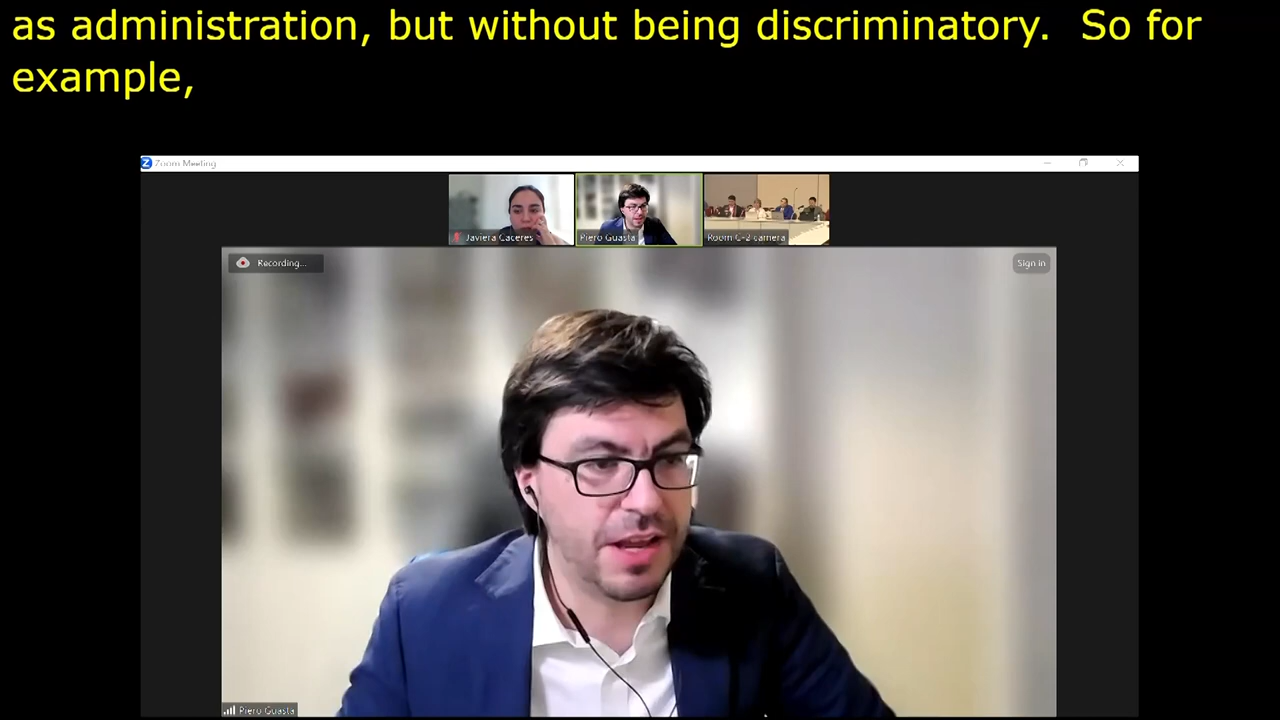 as administration, but without being discriminatory. So for
example,
Zoom Meeting
Javiera Caceres
Piero Guasta
Room C-2 camera
Recording...
Sign in
Piero Guasta